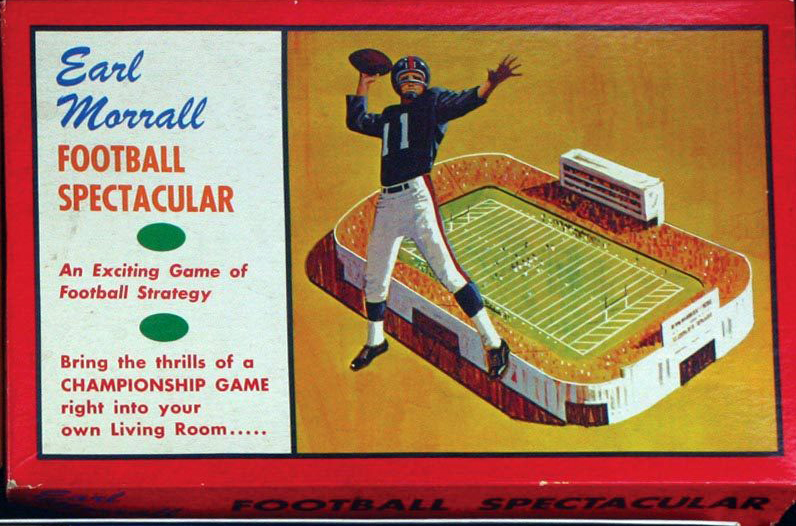 Earl
Morrall
FOOTBALL
SPECTACULAR
An Exciting Game of
Football Strategy
Bring the thrills of a
CHAMPIONSHIP GAME
right into your
own Living Room.....
11
Earl
Morrall
FOOTBALL SPECTACULAR